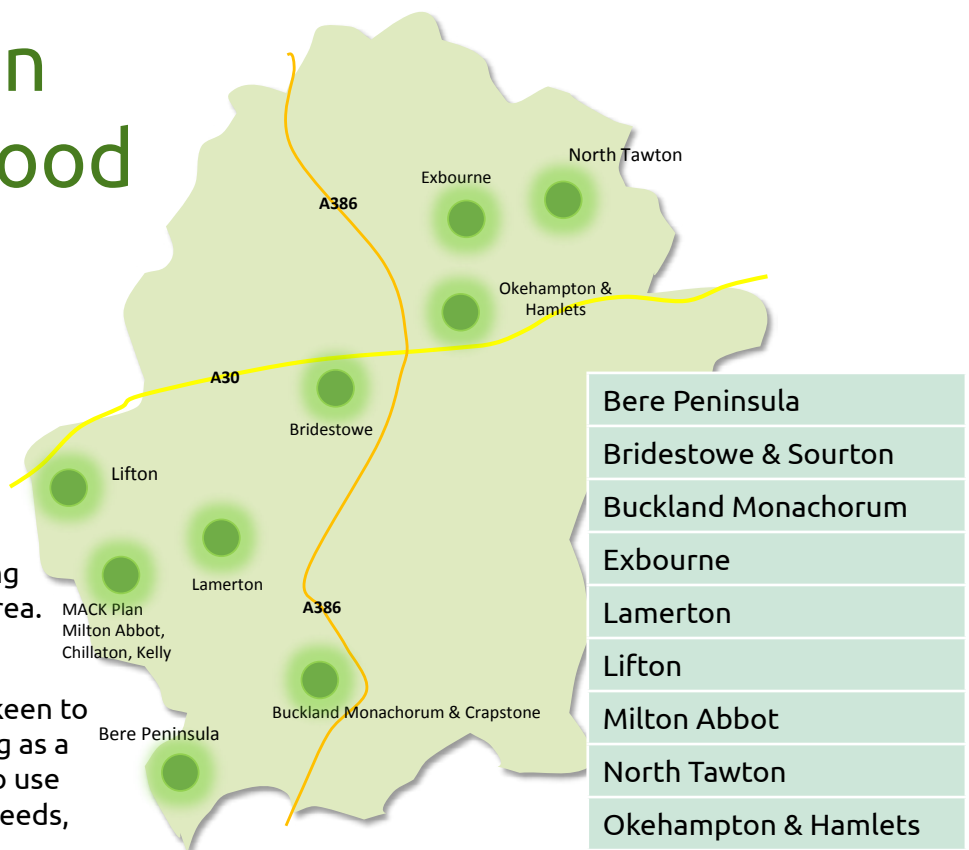 n
ood
North Tawton
Exbourne
A386
Okehampton &
Hamlets
A30
Bridestowe
Lifton
Lamerton
MACK Plan
Milton Abbot,
Chillaton, Kelly
A386
Buckland Monachorum & Crapstone
Bere Peninsula
ng
rea.
keen to
g as a
o use
eeds,
Bere Peninsula
Bridestowe & Sourton
Buckland Monachorum
Exbourne
Lamerton
Lifton
Milton Abbot
North Tawton
Okehampton & Hamlets